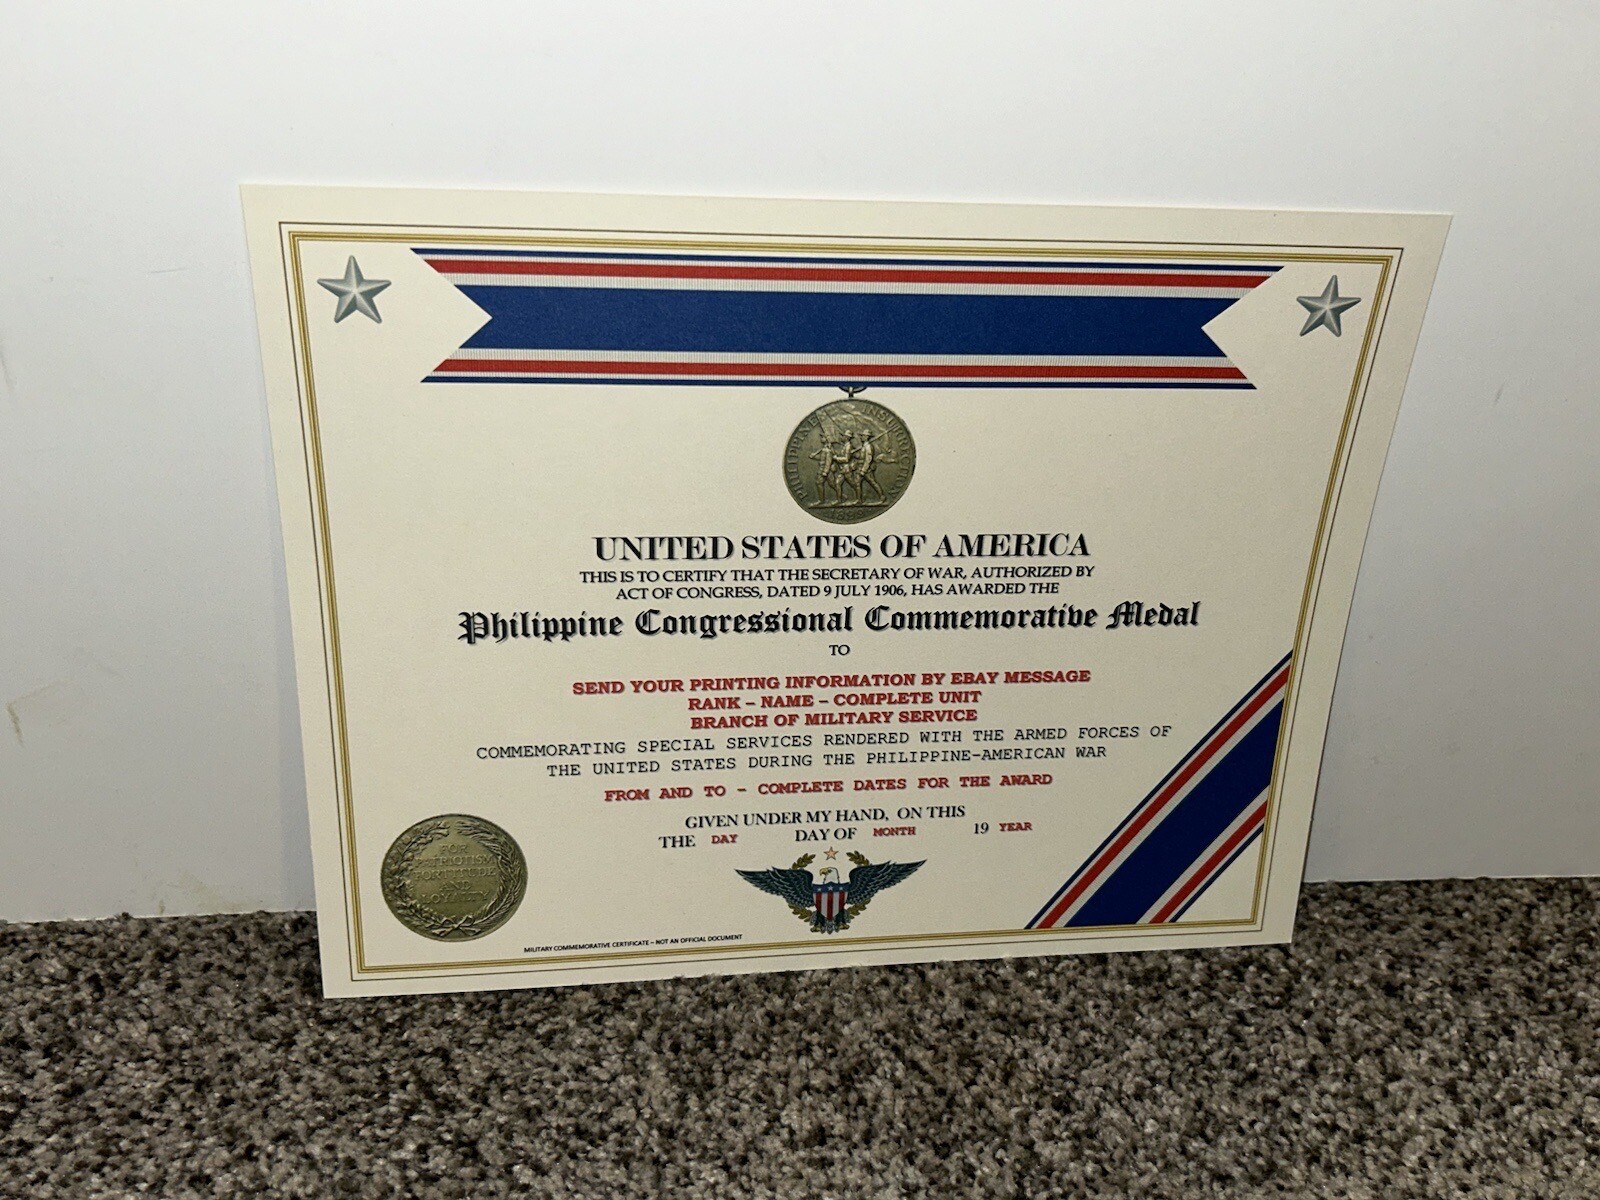 PHILIPPINE INSURRECTION
1899
UNITED STATES OF AMERICA
THIS IS TO CERTIFY THAT THE SECRETARY OF WAR, AUTHORIZED BY
ACT OF CONGRESS, DATED 9 JULY 1906, HAS AWARDED THE
Philippine Congressional Commemorative Medal
TO
SEND YOUR PRINTING INFORMATION BY EBAY MESSAGE
RANK – NAME – COMPLETE UNIT
BRANCH OF MILITARY SERVICE
COMMEMORATING SPECIAL SERVICES RENDERED WITH THE ARMED FORCES OF
THE UNITED STATES DURING THE PHILIPPINE-AMERICAN WAR
FROM AND TO – COMPLETE DATES FOR THE AWARD
GIVEN UNDER MY HAND, ON THIS
THE DAY DAY OF MONTH 19 YEAR
FOR
PATRIOTISM
FORTITUDE
AND
LOYALTY
MILITARY COMMEMORATIVE CERTIFICATE – NOT AN OFFICIAL DOCUMENT